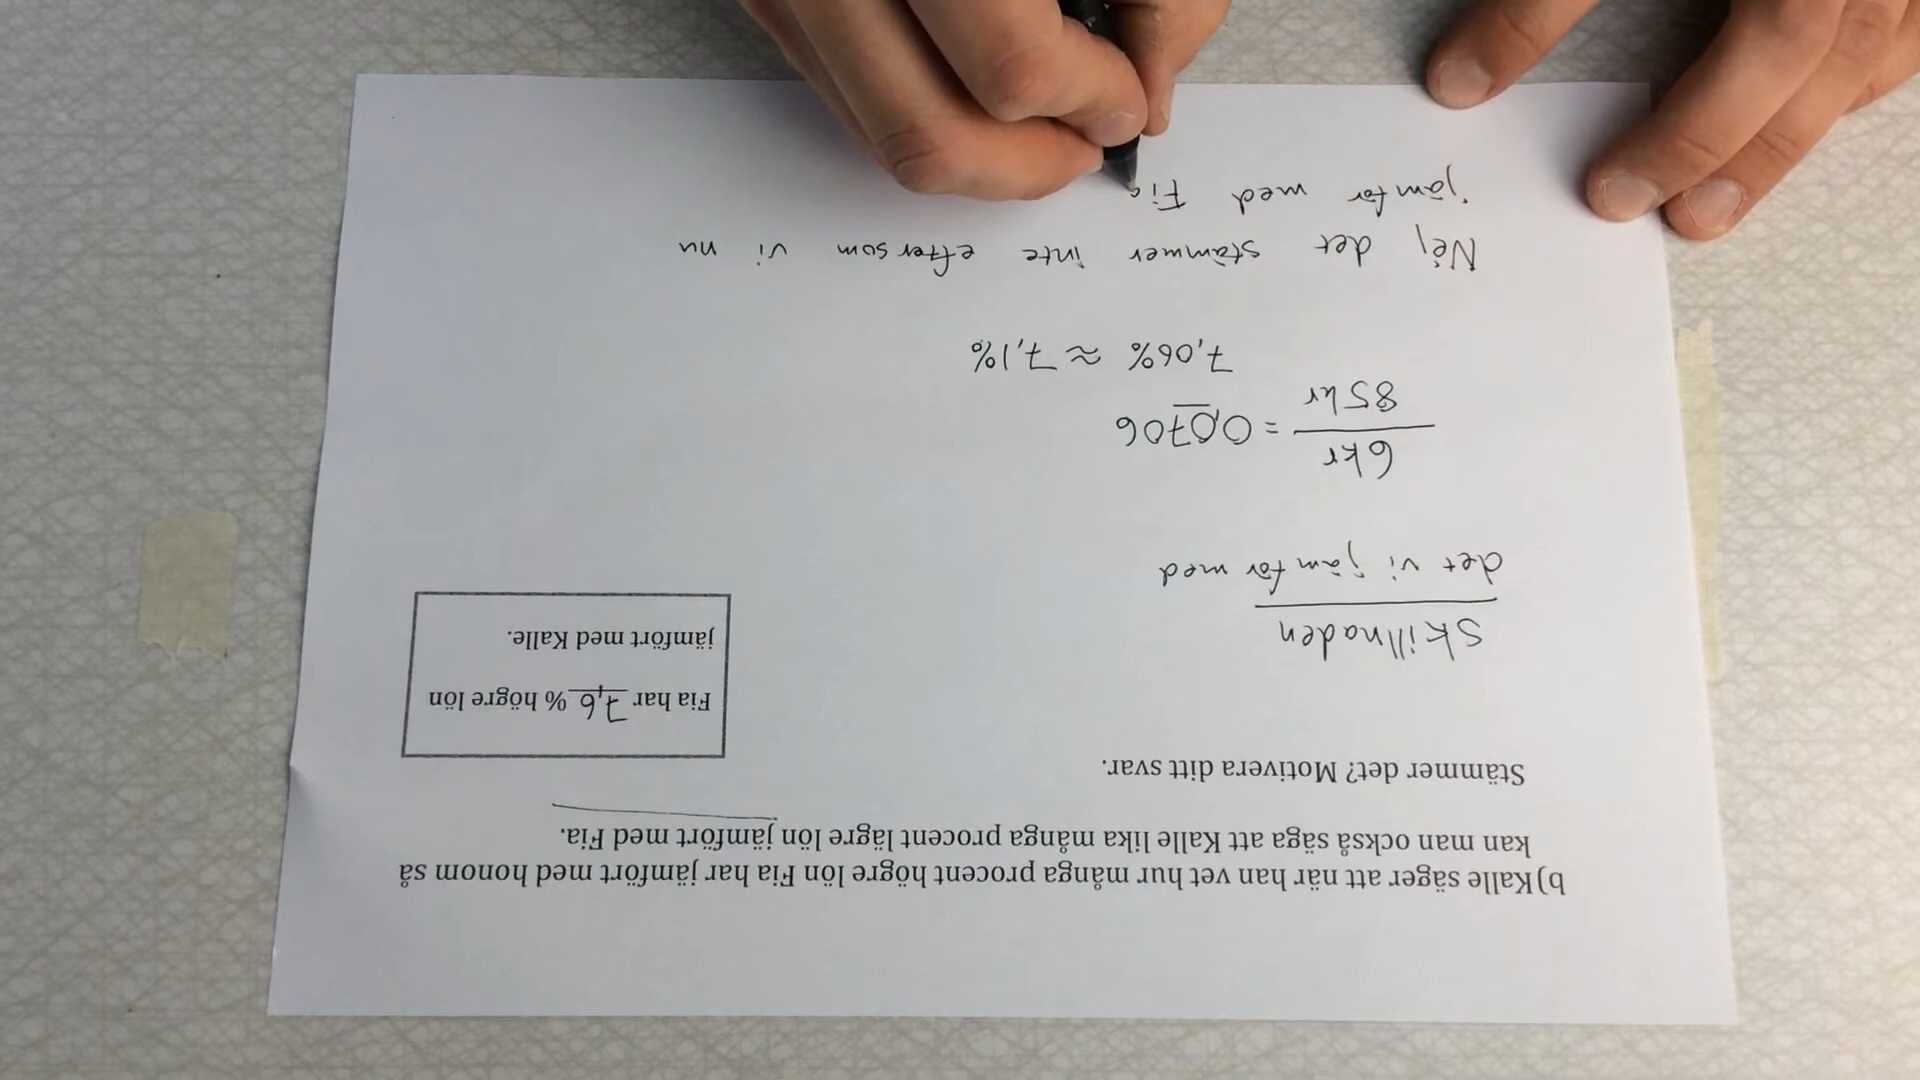 b) Kalle säger att när han vet hur många procent högre lön Fia har jämfört med honom så
kan man också säga att Kalle lika många procent lägre lön jämfört med Fia.
Stämmer det? Motivera ditt svar.
Fia har 7,6 % högre lön
jämfört med Kalle.
Skillnaden
det vi jämför med
6 kr
85 kr
= 0,0706
7,06% ≈ 7,1%
Nej, det stämmer inte eftersom vi nu
jämför med Fia